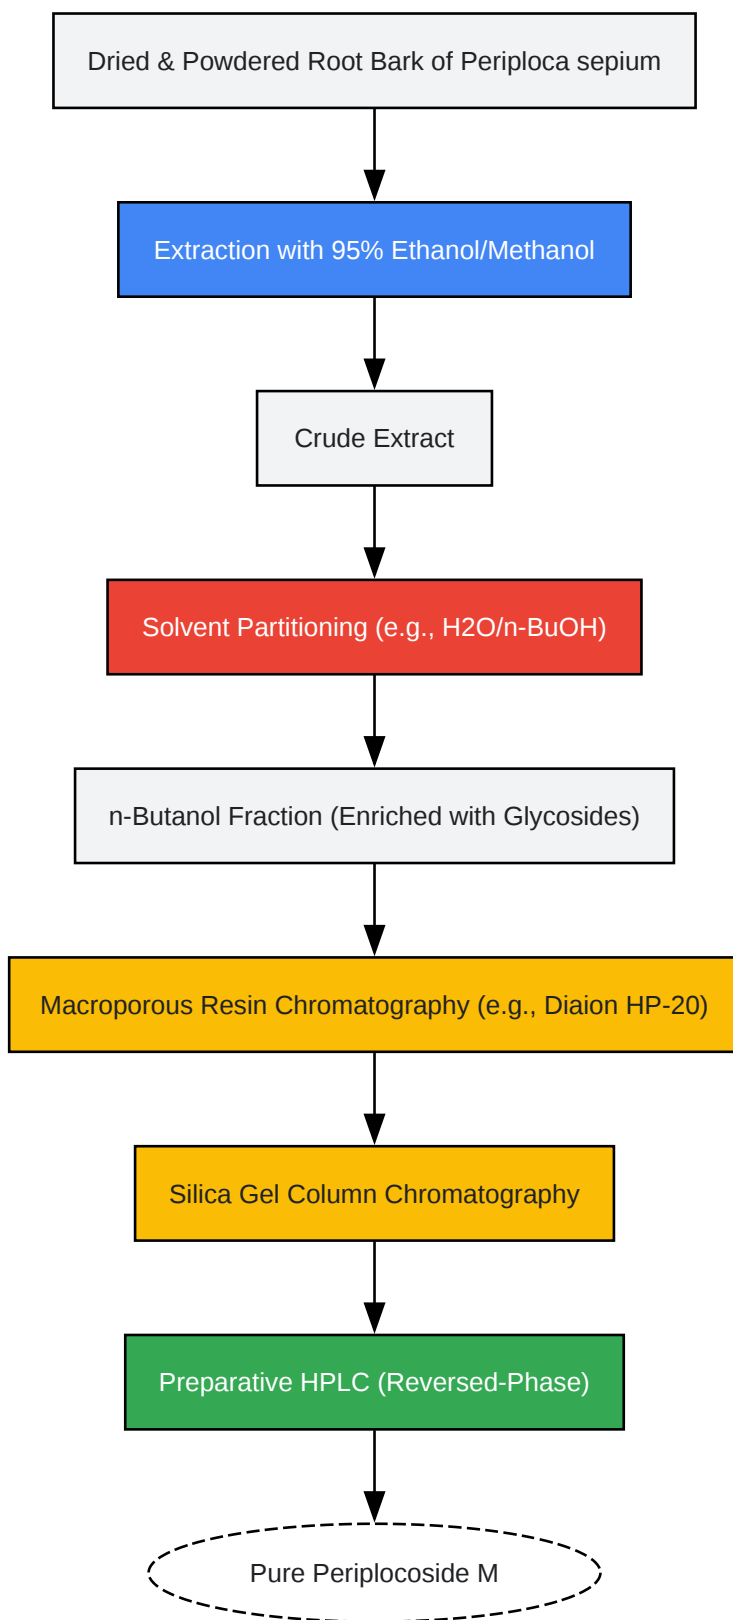 Dried & Powdered Root Bark of Periploca sepium
Extraction with 95% Ethanol/Methanol
Crude Extract
Solvent Partitioning (e.g., H2O/n-BuOH)
n-Butanol Fraction (Enriched with Glycosides)
Macroporous Resin Chromatography (e.g., Diaion HP-20)
Silica Gel Column Chromatography
Preparative HPLC (Reversed-Phase)
Pure Periplocoside M